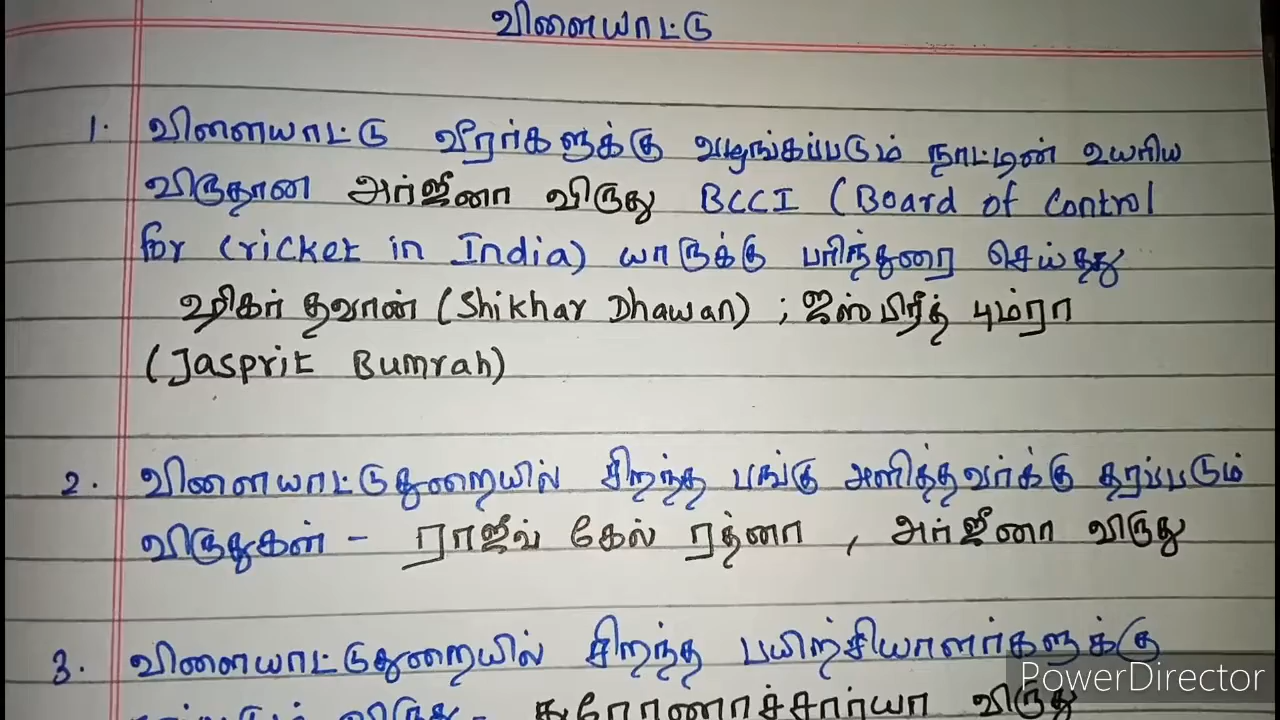 விளையாட்டு
1. விளையாட்டு வீரர்களுக்கு வழங்கப்படும் நாட்டின் உயரிய
விருதான அர்ஜீனா விருது BCCI (Board of Control
for Cricket in India) யாருக்கு பரிந்துரை செய்தது
ஷிகர் தவான் (Shikhar Dhawan) ; ஜஸ்பிரீத் பும்ரா
(Jasprit Bumrah)
2. விளையாட்டுதுறையில் சிறந்த பங்கு அளித்தவர்க்கு தரப்படும்
விருதுகள் - ராஜீவ் கேல் ரத்னா , அர்ஜீனா விருது
3. விளையாட்டுதுறையில் சிறந்த பயிற்சியாளர்களுக்கு
விருது - துரோணாச்சார்யா விருது
PowerDirector